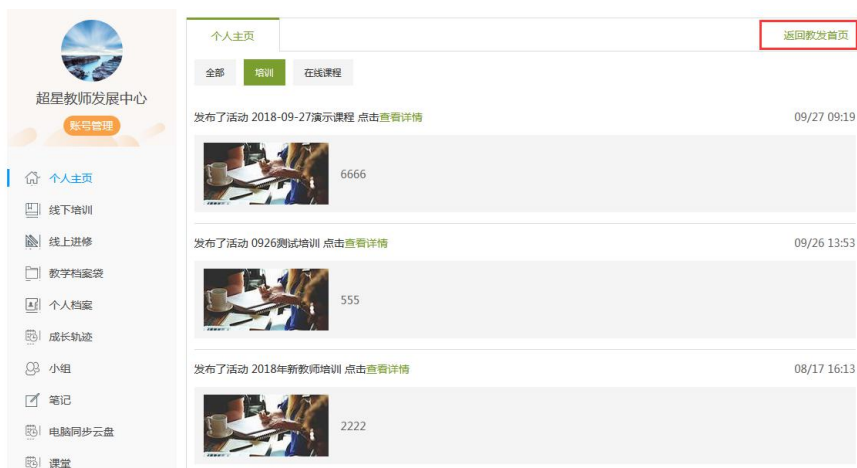 超星教师发展中心
账号管理
个人主页
线下培训
线上进修
教学档案袋
个人档案
成长轨迹
小组
笔记
电脑同步云盘
课堂
个人主页
返回教发首页
全部 培训 在线课程
发布了活动 2018-09-27演示课程 点击查看详情 09/27 09:19
6666
发布了活动 0926测试培训 点击查看详情 09/26 13:53
555
发布了活动 2018年新教师培训 点击查看详情 08/17 16:13
2222